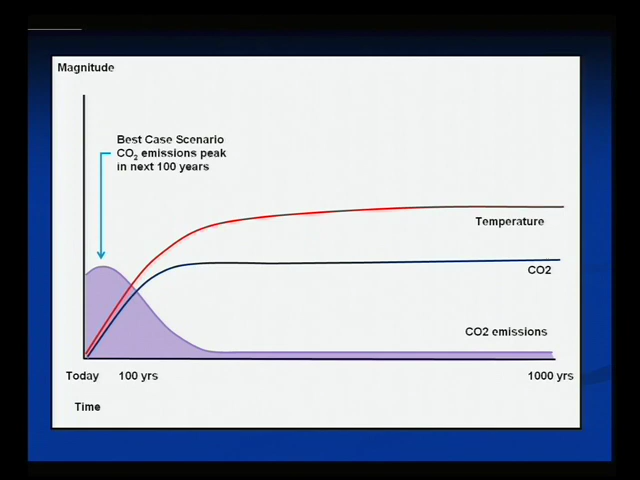 Magnitude
Best Case Scenario
CO2 emissions peak
in next 100 years
Temperature
CO2
CO2 emissions
Today 100 yrs 1000 yrs
Time